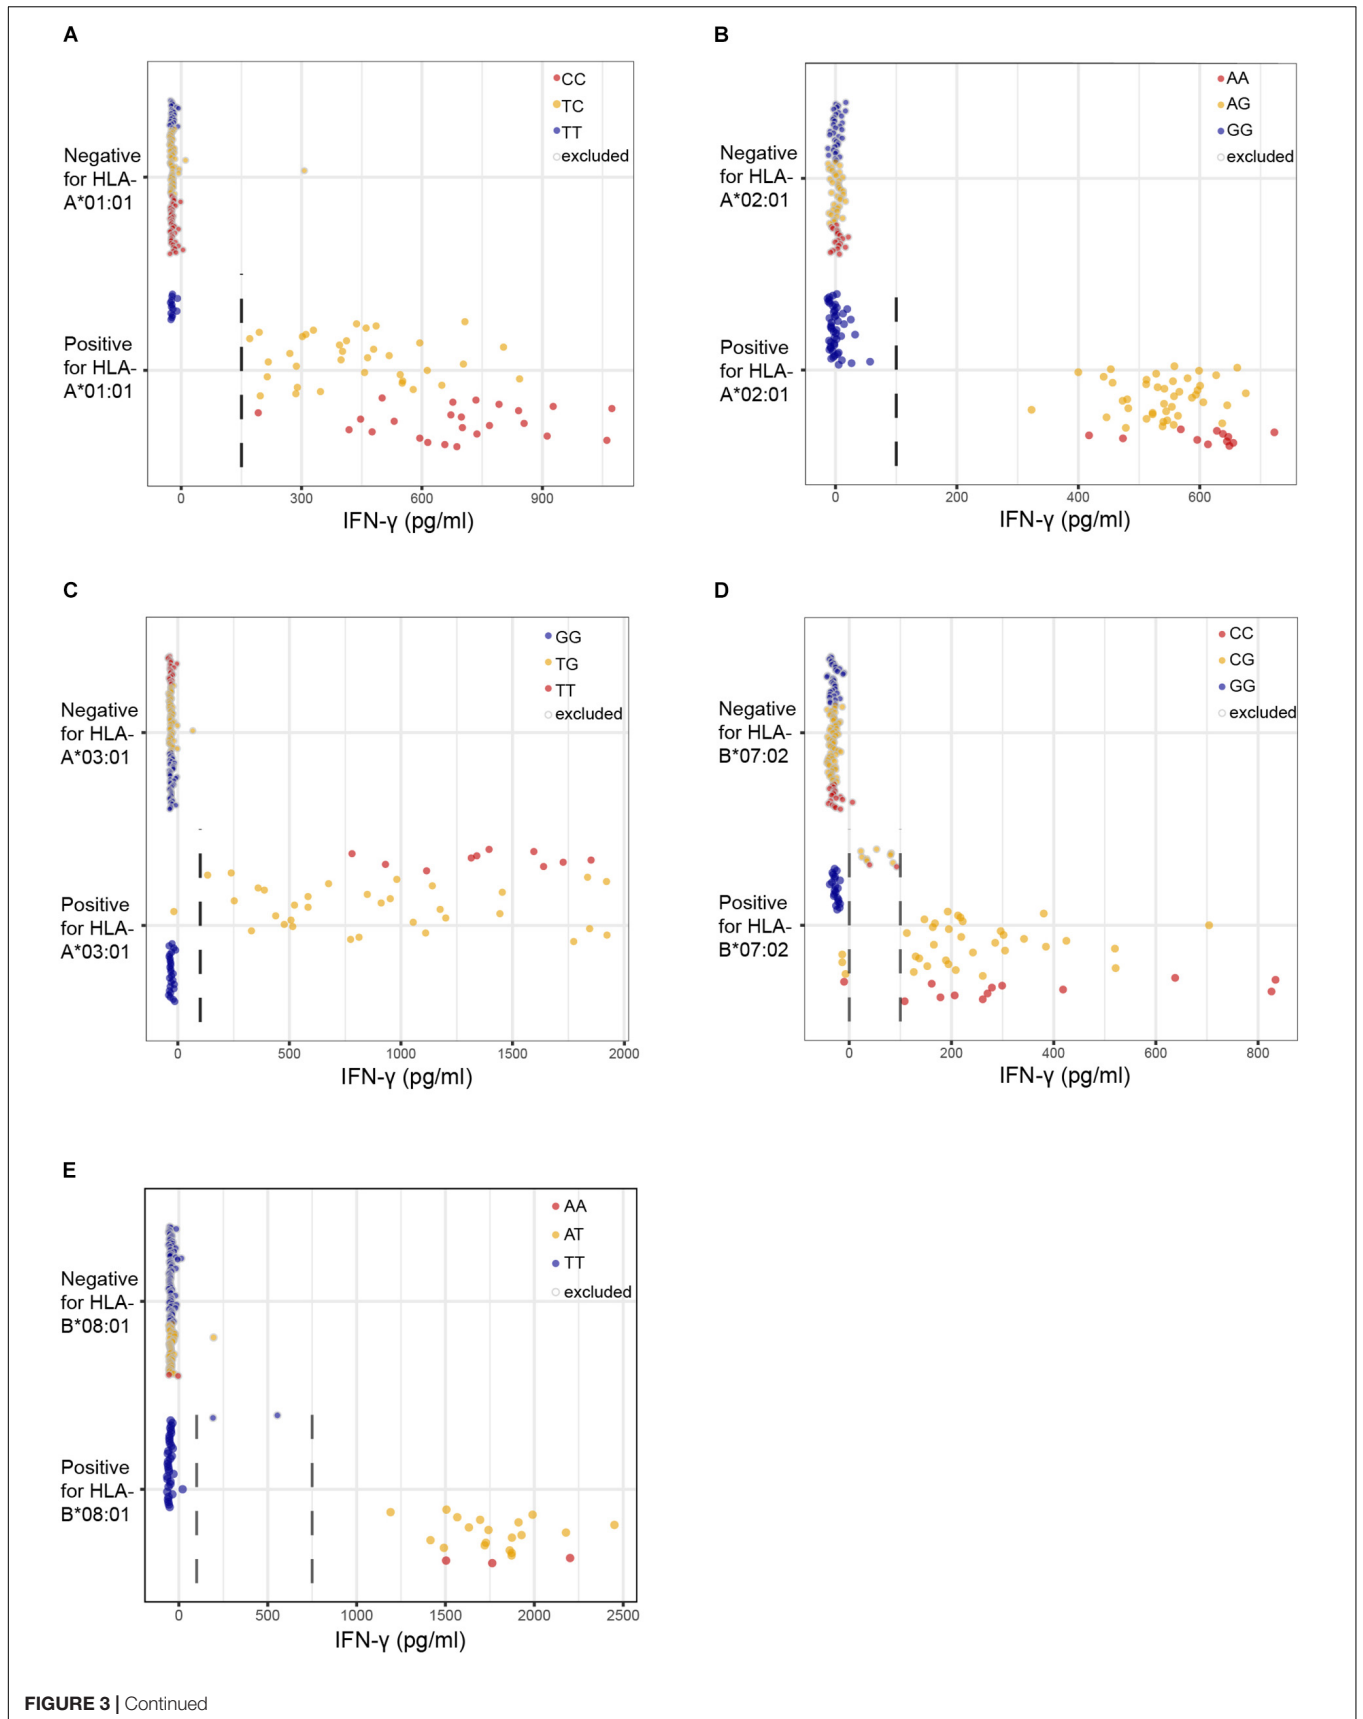 A
CC
TC
TT
excluded
Negative
for HLA-
A*01:01
Positive
for HLA-
A*01:01
0 300 600 900
IFN-γ (pg/ml)
B
AA
AG
GG
excluded
Negative
for HLA-
A*02:01
Positive
for HLA-
A*02:01
0 200 400 600
IFN-γ (pg/ml)
C
GG
TG
TT
excluded
Negative
for HLA-
A*03:01
Positive
for HLA-
A*03:01
0 500 1000 1500 2000
IFN-γ (pg/ml)
D
CC
CG
GG
excluded
Negative
for HLA-
B*07:02
Positive
for HLA-
B*07:02
0 200 400 600 800
IFN-γ (pg/ml)
E
AA
AT
TT
excluded
Negative
for HLA-
B*08:01
Positive
for HLA-
B*08:01
0 500 1000 1500 2000 2500
IFN-γ (pg/ml)
FIGURE 3 | Continued